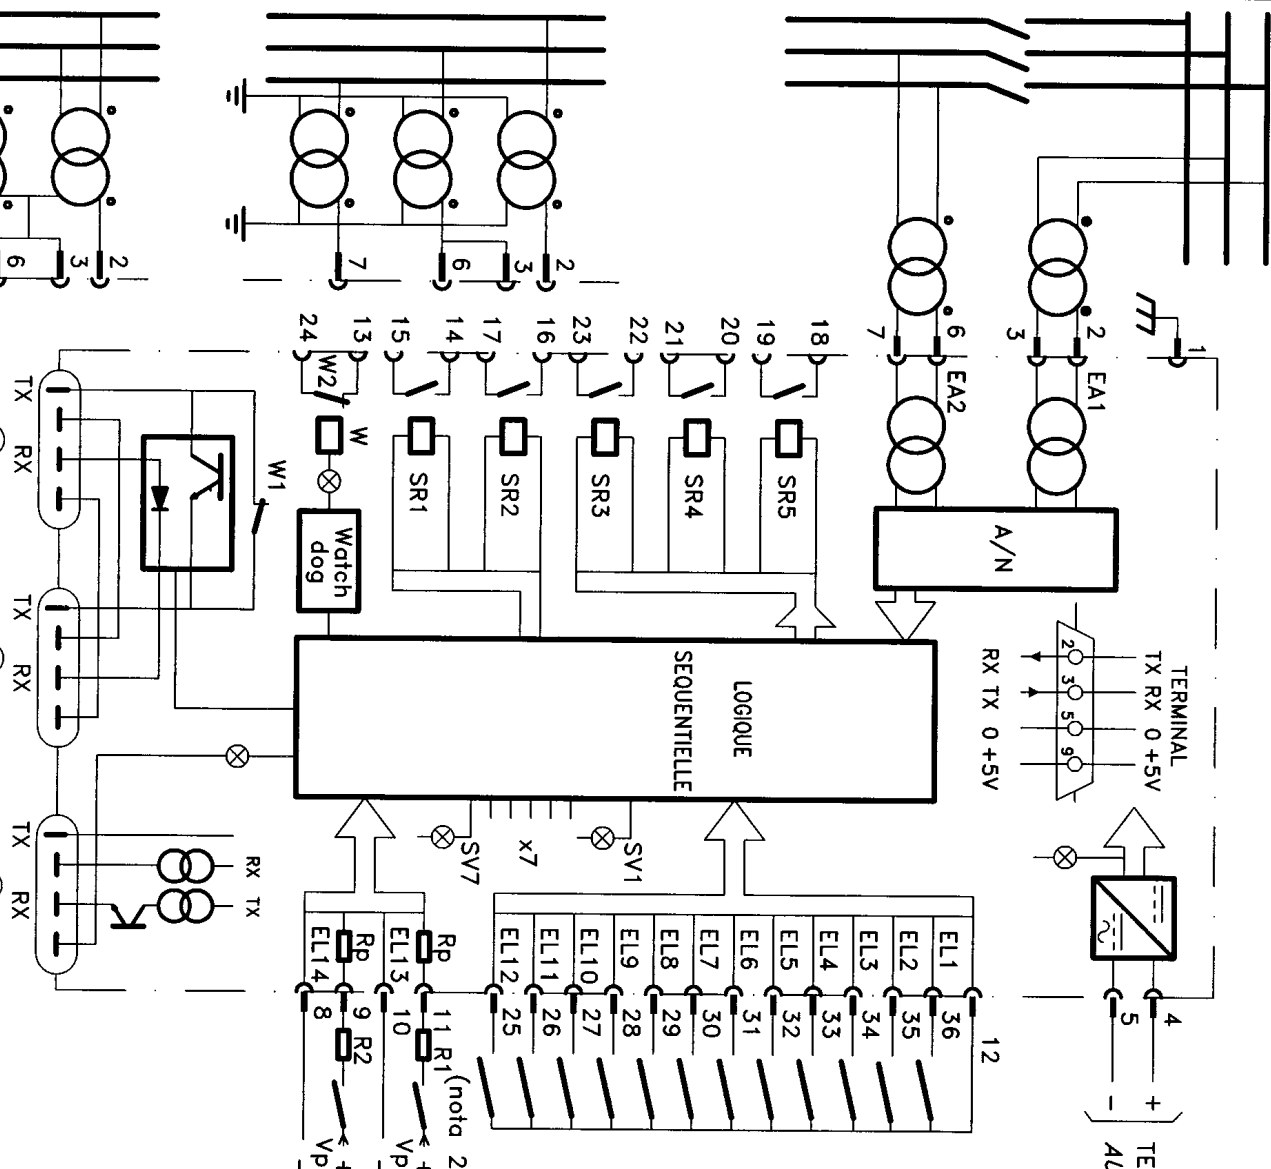 2
3
6
2
3
6
7
1
EA1
2
3
EA2
6
7
18
19
20
21
22
23
16
17
14
15
13
24
W2
W
SR5
SR4
SR3
SR2
SR1
Watch
dog
W1
A/N
TX
RX
TX
RX
TX
RX
RX
TX
LOGIQUE
SEQUENTIELLE
TERMINAL
TX RX 0 +5V
2
3
5
9
RX TX 0 +5V
SV1
x7
SV7
EL1
EL2
EL3
EL4
EL5
EL6
EL7
EL8
EL9
EL10
EL11
EL12
Rp
EL13
Rp
EL14
4
5
12
36
35
34
33
32
31
30
29
28
27
26
25
11
10
9
8
R1
R2
(nota 2
+
-
+
Vp
-
+
Vp
-
TE
AU